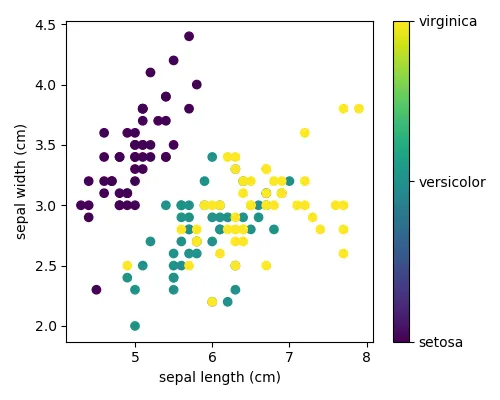 4.5
4.0
3.5
3.0
2.5
2.0
sepal width (cm)
5 6 7 8
sepal length (cm)
virginica
versicolor
setosa